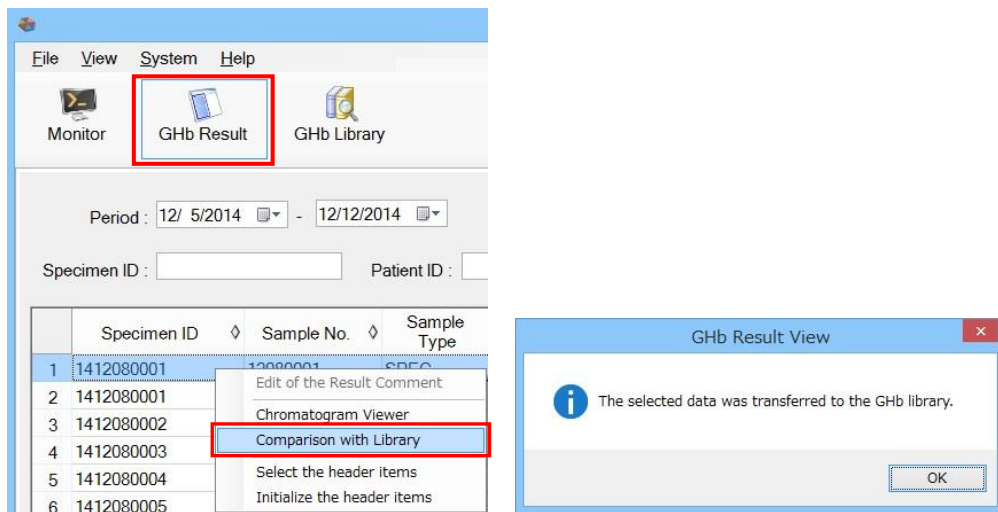 File View System Help
Monitor GHb Result GHb Library
Period : 12/ 5/2014 - 12/12/2014
Specimen ID : Patient ID :
Specimen ID ◊ Sample No. ◊ Sample Type
1 1412080001 12080001 SPEC
2 1412080001
3 1412080002
4 1412080003
5 1412080004
6 1412080005
Edit of the Result Comment
Chromatogram Viewer
Comparison with Library
Select the header items
Initialize the header items
GHb Result View
The selected data was transferred to the GHb library.
OK